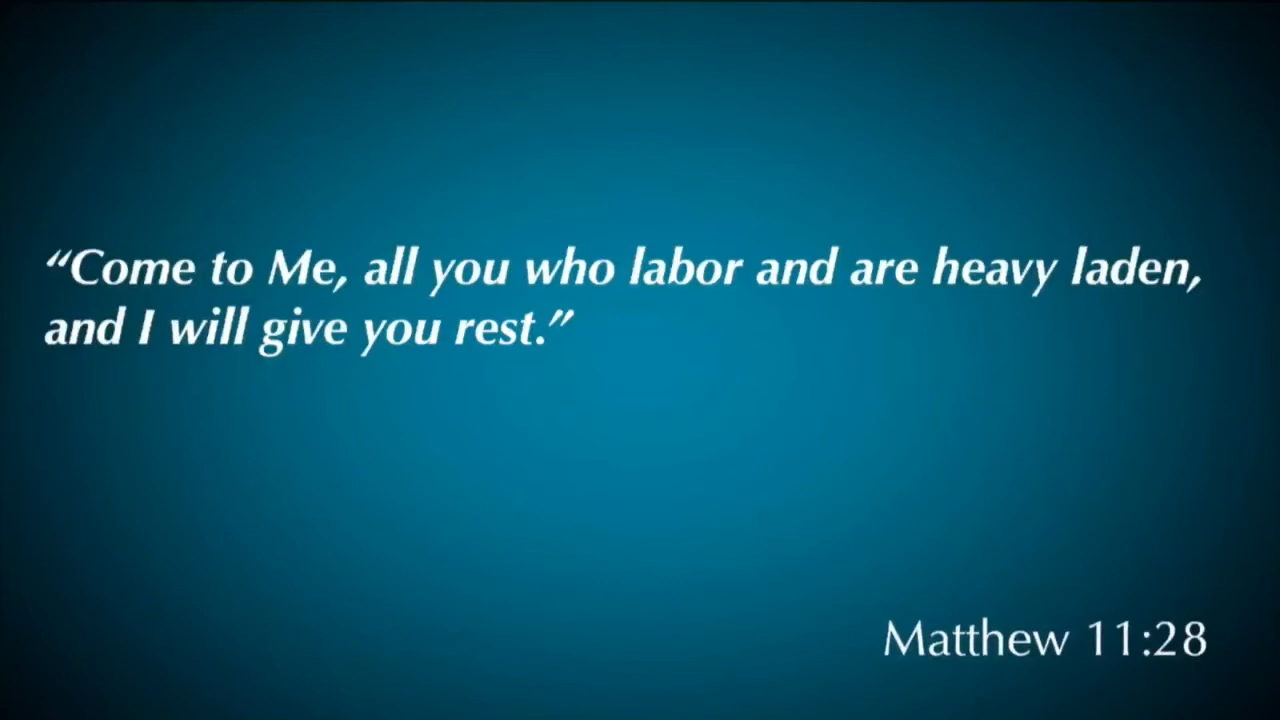 “Come to Me, all you who labor and are heavy laden,
and I will give you rest.”
Matthew 11:28